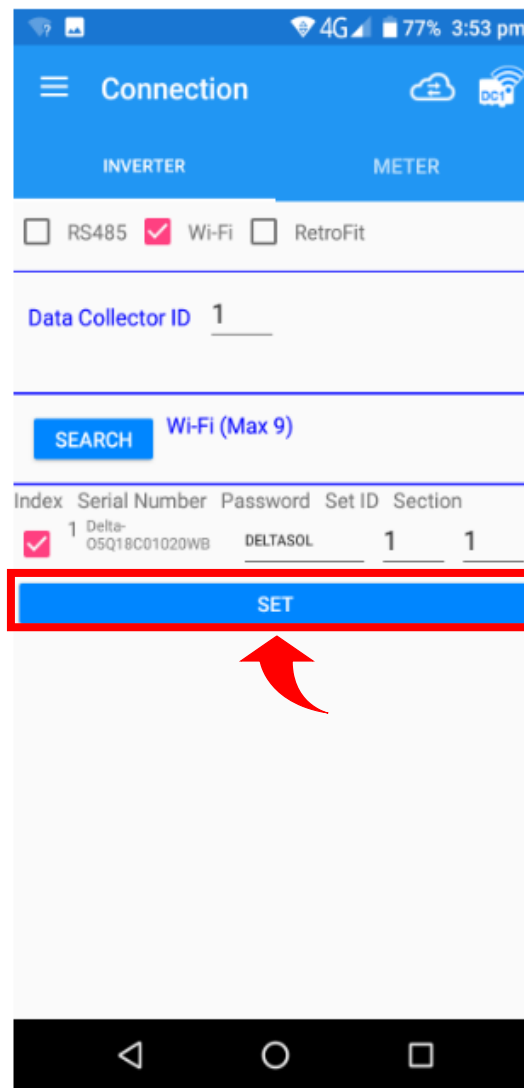 4G 77% 3:53 pm
Connection
DC1
INVERTER METER
RS485 Wi-Fi RetroFit
Data Collector ID 1
SEARCH Wi-Fi (Max 9)
Index Serial Number Password Set ID Section
1 Delta-
O5Q18C01020WB DELTASOL 1 1
SET